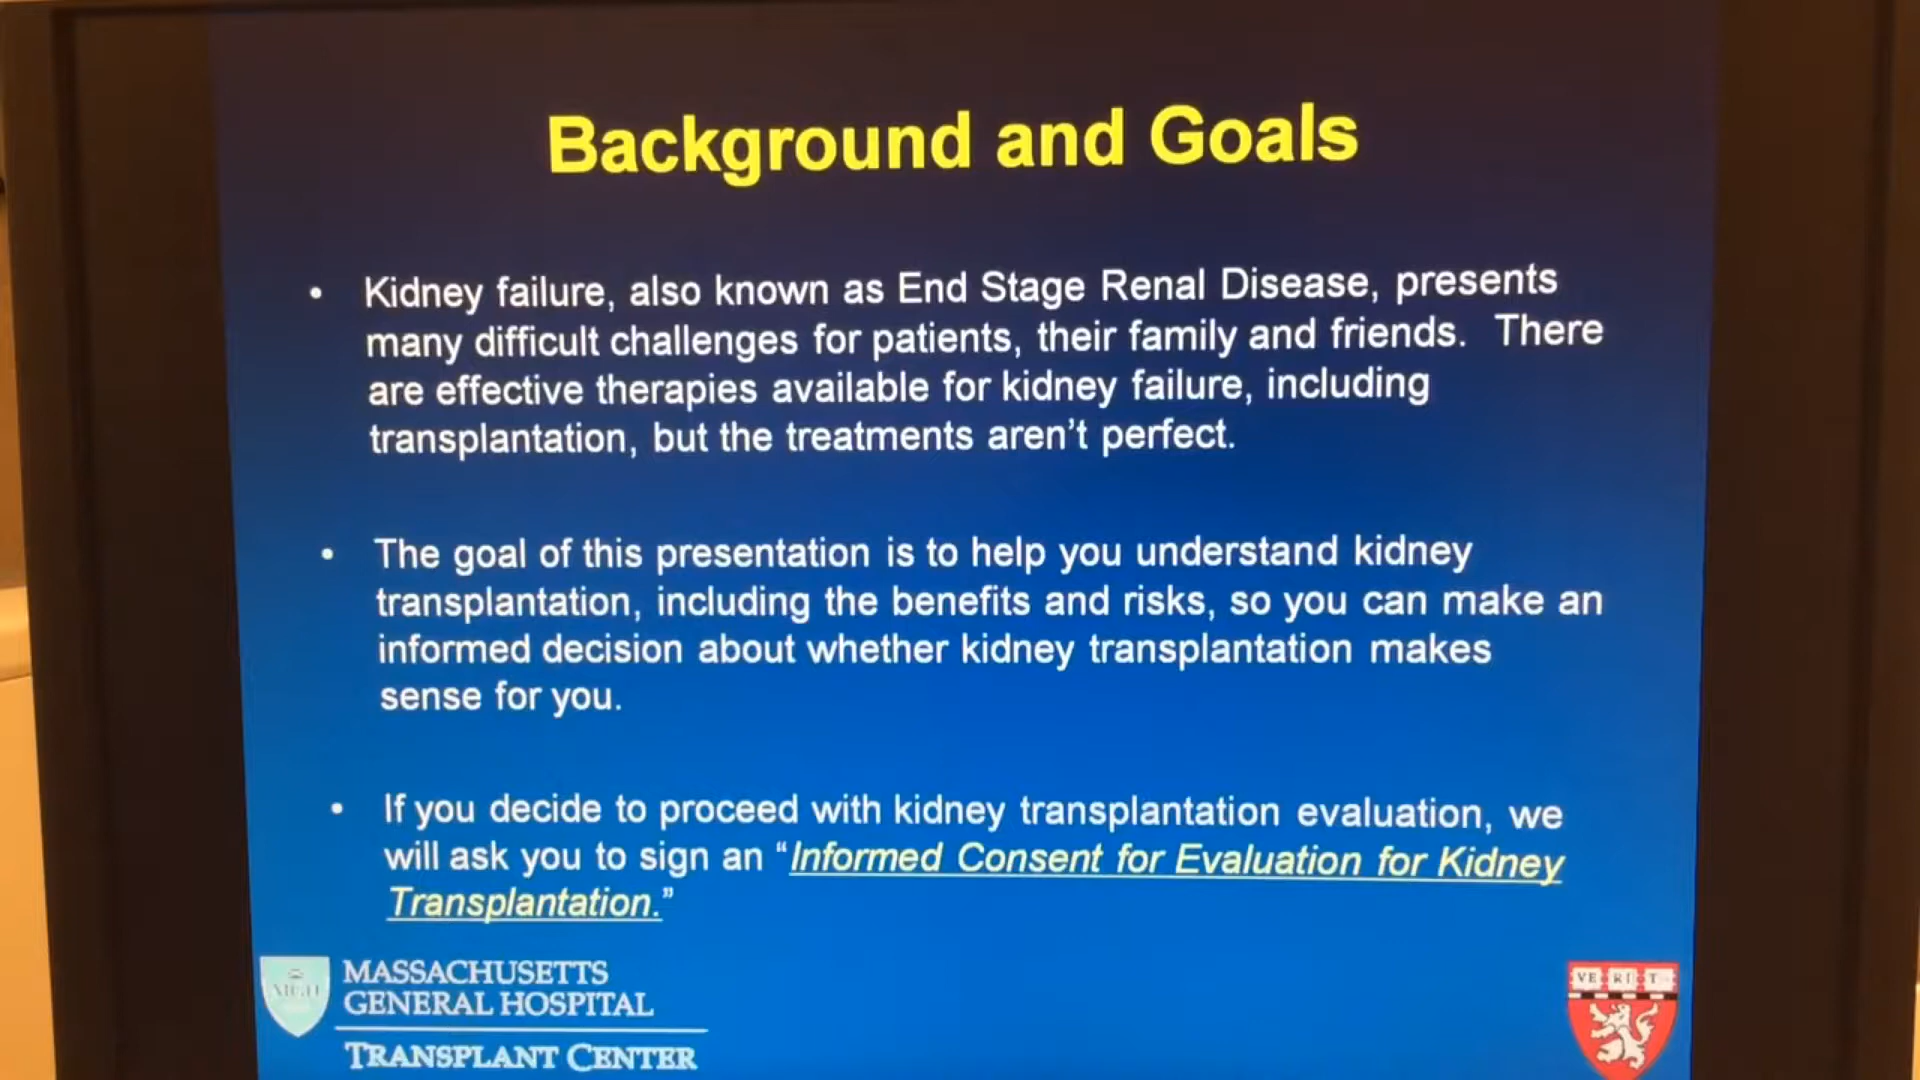 Background and Goals
• Kidney failure, also known as End Stage Renal Disease, presents
many difficult challenges for patients, their family and friends. There
are effective therapies available for kidney failure, including
transplantation, but the treatments aren't perfect.
• The goal of this presentation is to help you understand kidney
transplantation, including the benefits and risks, so you can make an
informed decision about whether kidney transplantation makes
sense for you.
• If you decide to proceed with kidney transplantation evaluation, we
will ask you to sign an “Informed Consent for Evaluation for Kidney
Transplantation.”
MGH
MASSACHUSETTS
GENERAL HOSPITAL
TRANSPLANT CENTER
VE RI T